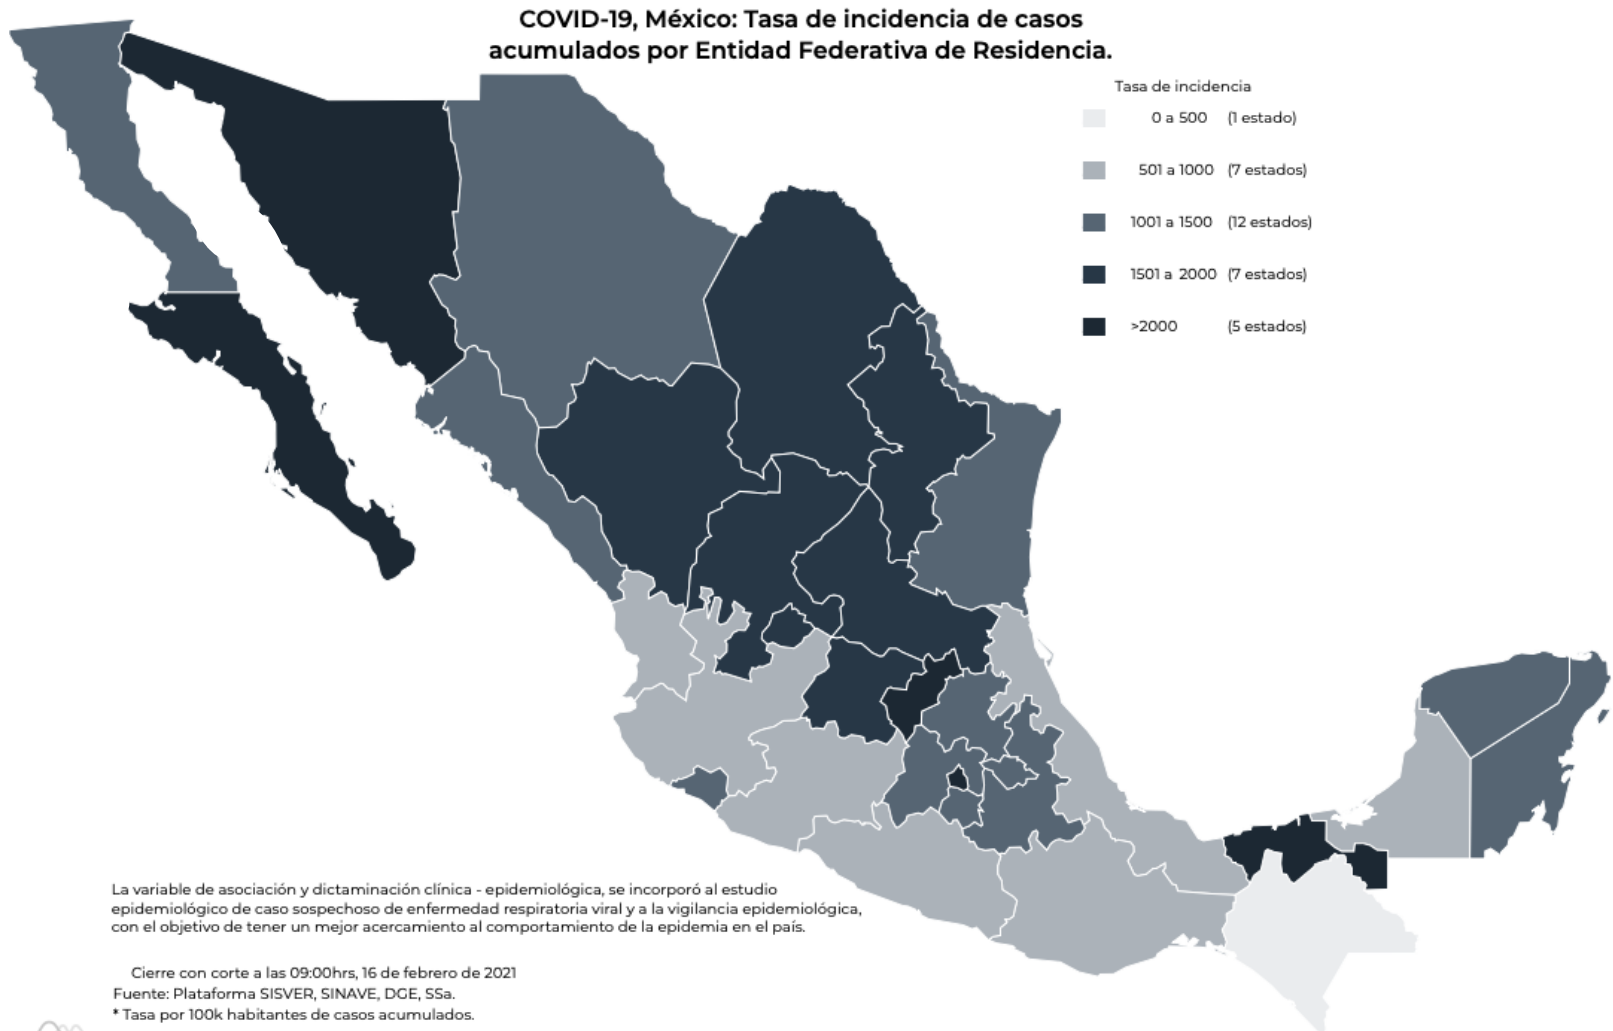 COVID-19, México: Tasa de incidencia de casos
acumulados por Entidad Federativa de Residencia.
Tasa de incidencia
0 a 500 (1 estado)
501 a 1000 (7 estados)
1001 a 1500 (12 estados)
1501 a 2000 (7 estados)
>2000 (5 estados)
La variable de asociación y dictaminación clínica - epidemiológica, se incorporó al estudio
epidemiológico de caso sospechoso de enfermedad respiratoria viral y a la vigilancia epidemiológica,
con el objetivo de tener un mejor acercamiento al comportamiento de la epidemia en el país.
Cierre con corte a las 09:00hrs, 16 de febrero de 2021
Fuente: Plataforma SISVER, SINAVE, DGE, SSa.
* Tasa por 100k habitantes de casos acumulados.